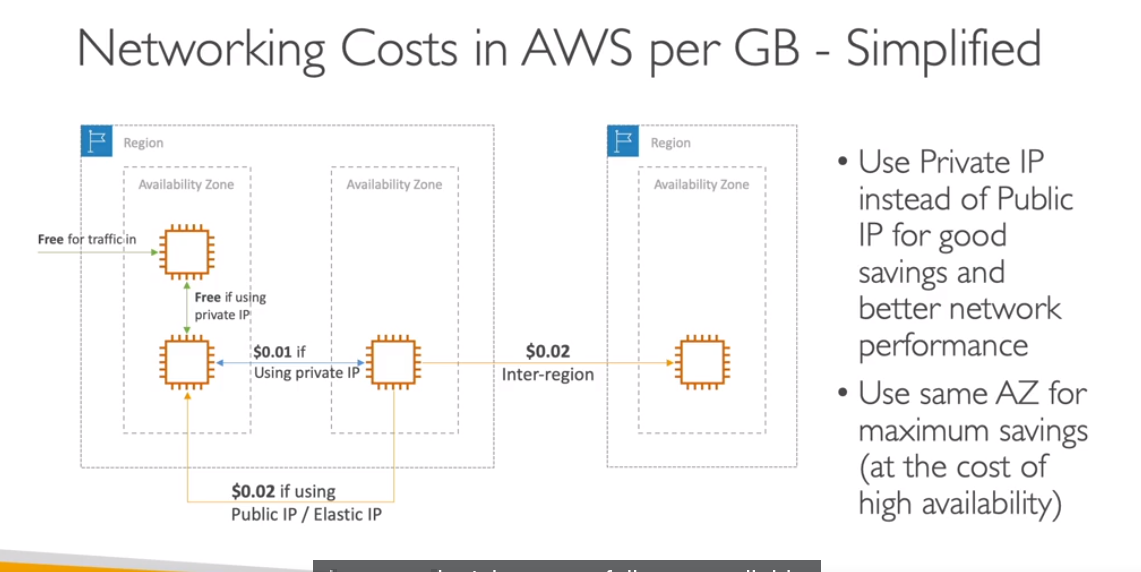 Networking Costs in AWS per GB - Simplified
Region
Availability Zone
Availability Zone
Free for traffic in
Free if using
private IP
$0.01 if
Using private IP
$0.02 if using
Public IP / Elastic IP
$0.02
Inter-region
Region
Availability Zone
• Use Private IP
instead of Public
IP for good
savings and
better network
performance
• Use same AZ for
maximum savings
(at the cost of
high availability)